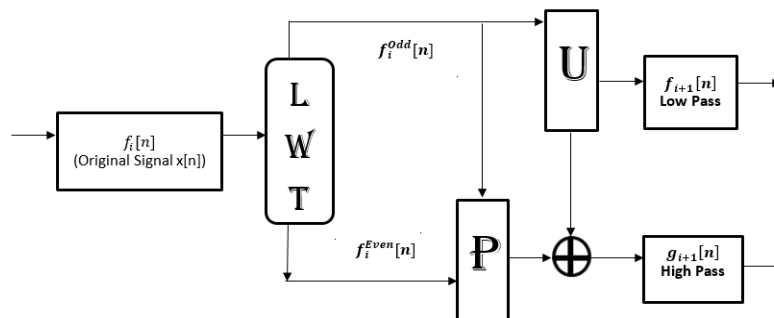 f_i^{Odd}[n]
U
L
W
T
f_i[n]
(Original Signal x[n])
f_{i+1}[n]
Low Pass
P
f_i^{Even}[n]
g_{i+1}[n]
High Pass